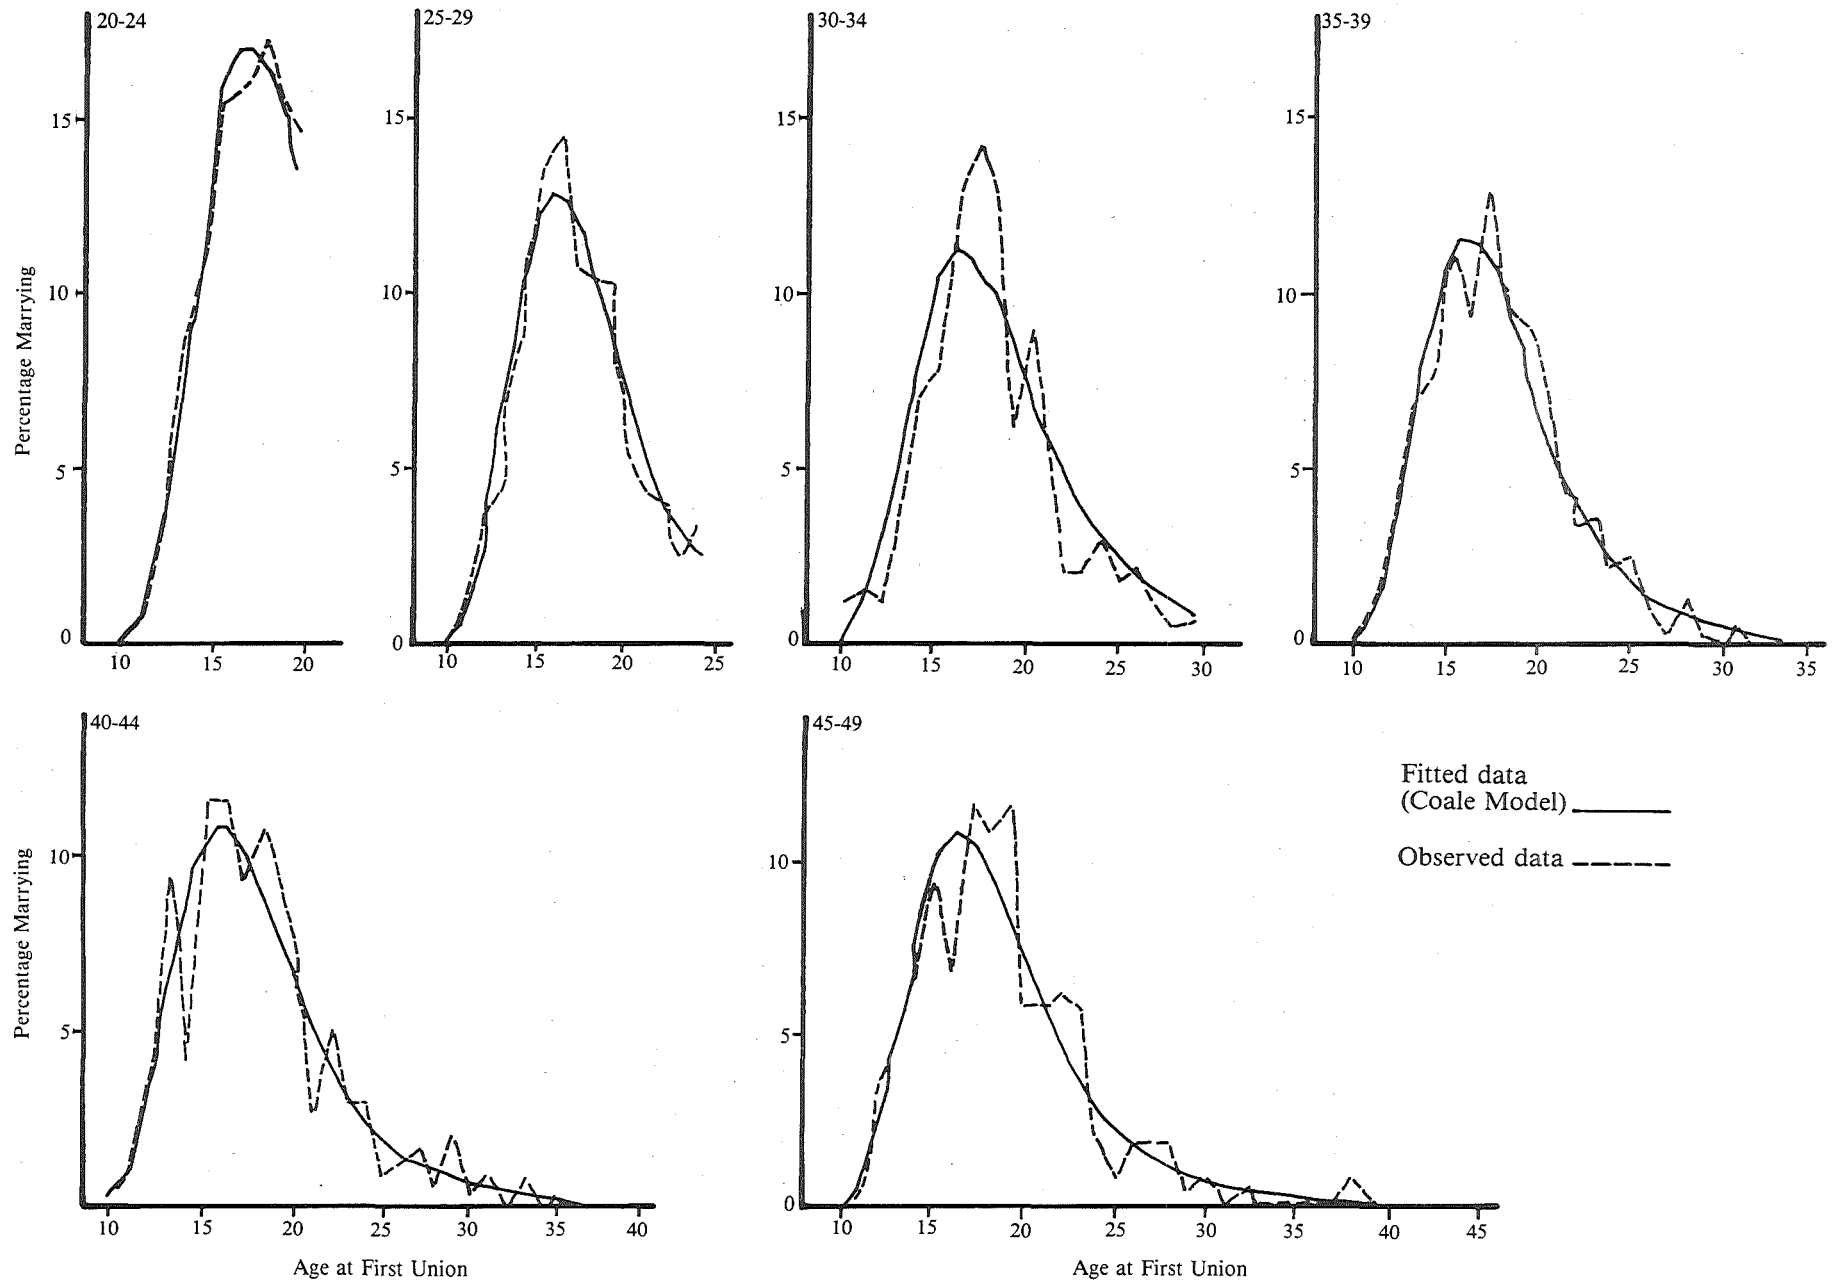 20-24
25-29
30-34
35-39
Percentage Marrying
15
10
5
0
10 15 20
15
10
5
0
10 15 20 25
15
10
5
0
10 15 20 25 30
15
10
5
0
10 15 20 25 30 35
40-44
45-49
Percentage Marrying
10
5
10 15 20 25 30 35 40
Age at First Union
10
5
0
10 15 20 25 30 35 40 45
Age at First Union
Fitted data
(Coale Model)
Observed data